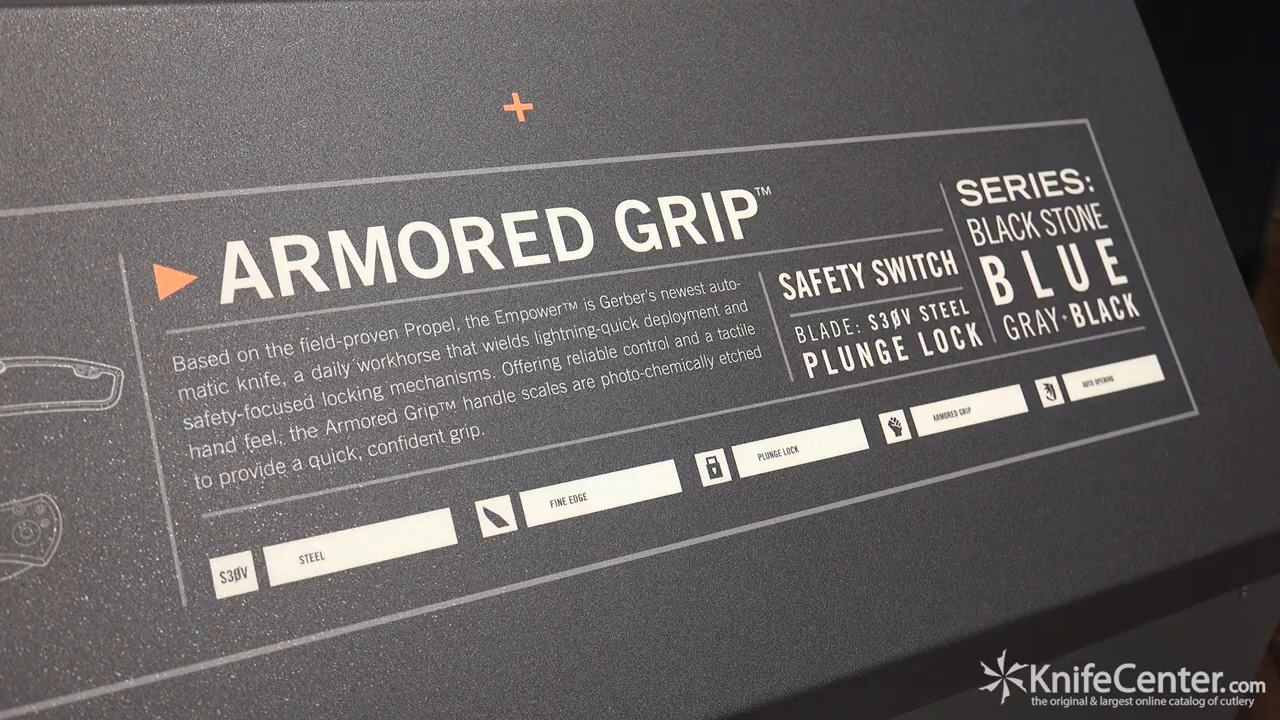 ARMORED GRIP™
Based on the field-proven Propel, the Empower™ is Gerber's newest auto-
matic knife, a daily workhorse that wields lightning-quick deployment and
safety-focused locking mechanisms. Offering reliable control and a tactile
hand feel, the Armored Grip™ handle scales are photo-chemically etched
to provide a quick, confident grip.
SAFETY SWITCH
BLADE: S3ØV STEEL
PLUNGE LOCK
SERIES:
BLACK STONE
BLUE
GRAY+BLACK
S3ØV STEEL
FINE EDGE
PLUNGE LOCK
ARMORED GRIP
AUTO OPENING
KnifeCenter.com
the original & largest online catalog of cutlery